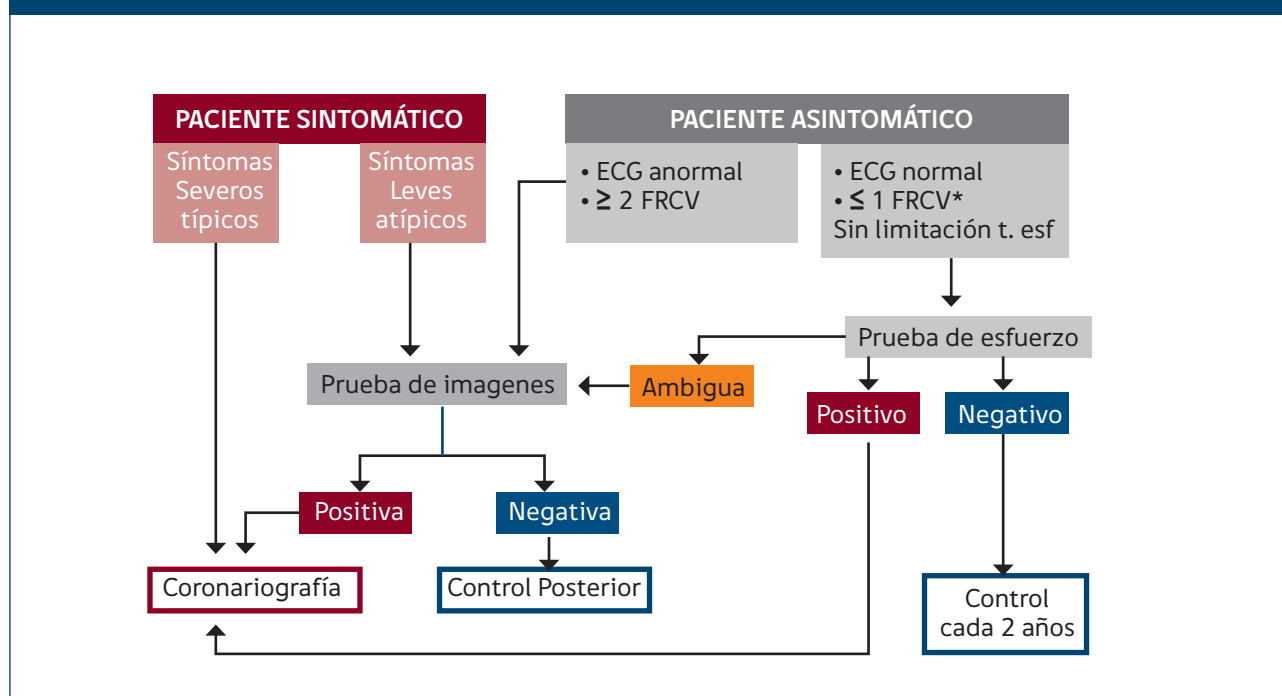 PACIENTE SINTOMÁTICO
Síntomas
Severos
típicos
Síntomas
Leves
atípicos
PACIENTE ASINTOMÁTICO
• ECG anormal
• ≥ 2 FRCV
• ECG normal
• ≤ 1 FRCV*
Sin limitación t. esf
Prueba de esfuerzo
Prueba de imagenes
Ambigua
Positivo
Negativo
Positiva
Negativa
Coronariografía
Control Posterior
Control
cada 2 años